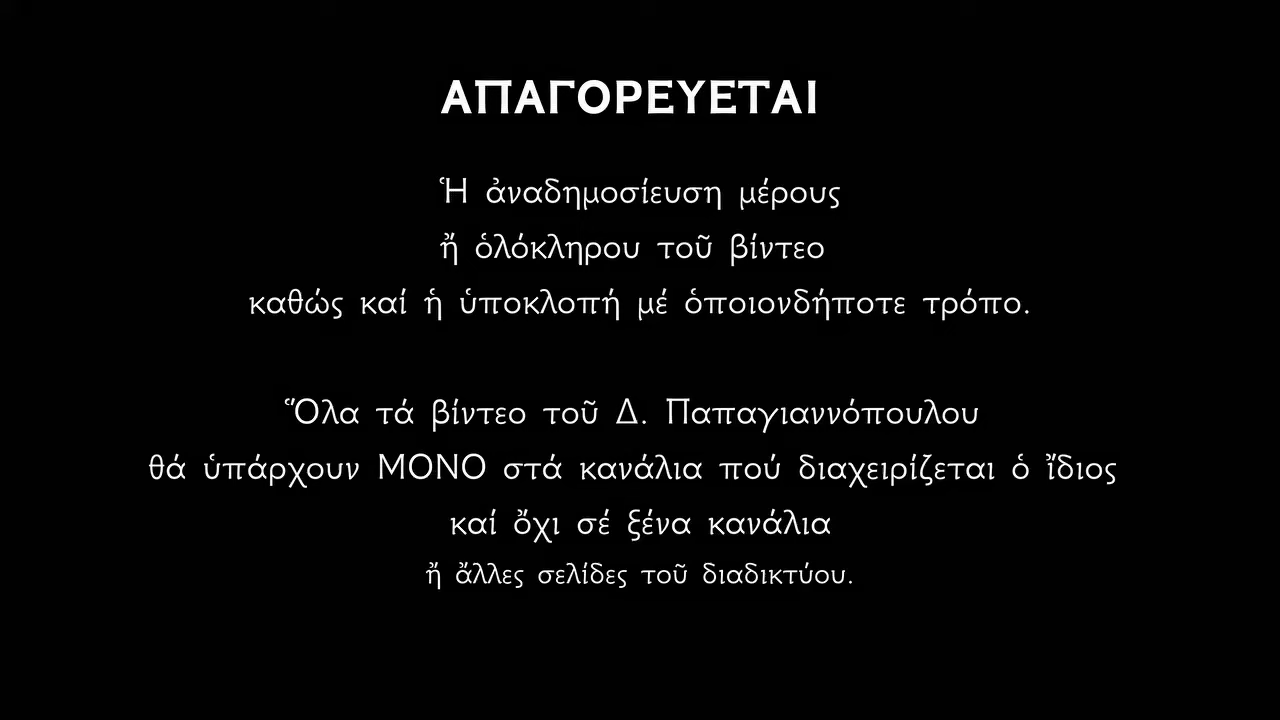 ΑΠΑΓΟΡΕΥΕΤΑΙ
Ἡ ἀναδημοσίευση μέρους
ἤ ὁλόκληρου τοῦ βίντεο
καθώς καί ἡ ὑποκλοπή μέ ὁποιονδήποτε τρόπο.
Ὅλα τά βίντεο τοῦ Δ. Παπαγιαννόπουλου
θά ὑπάρχουν ΜΟΝΟ στά κανάλια πού διαχειρίζεται ὁ ἴδιος
καί ὄχι σέ ξένα κανάλια
ἤ ἄλλες σελίδες τοῦ διαδικτύου.